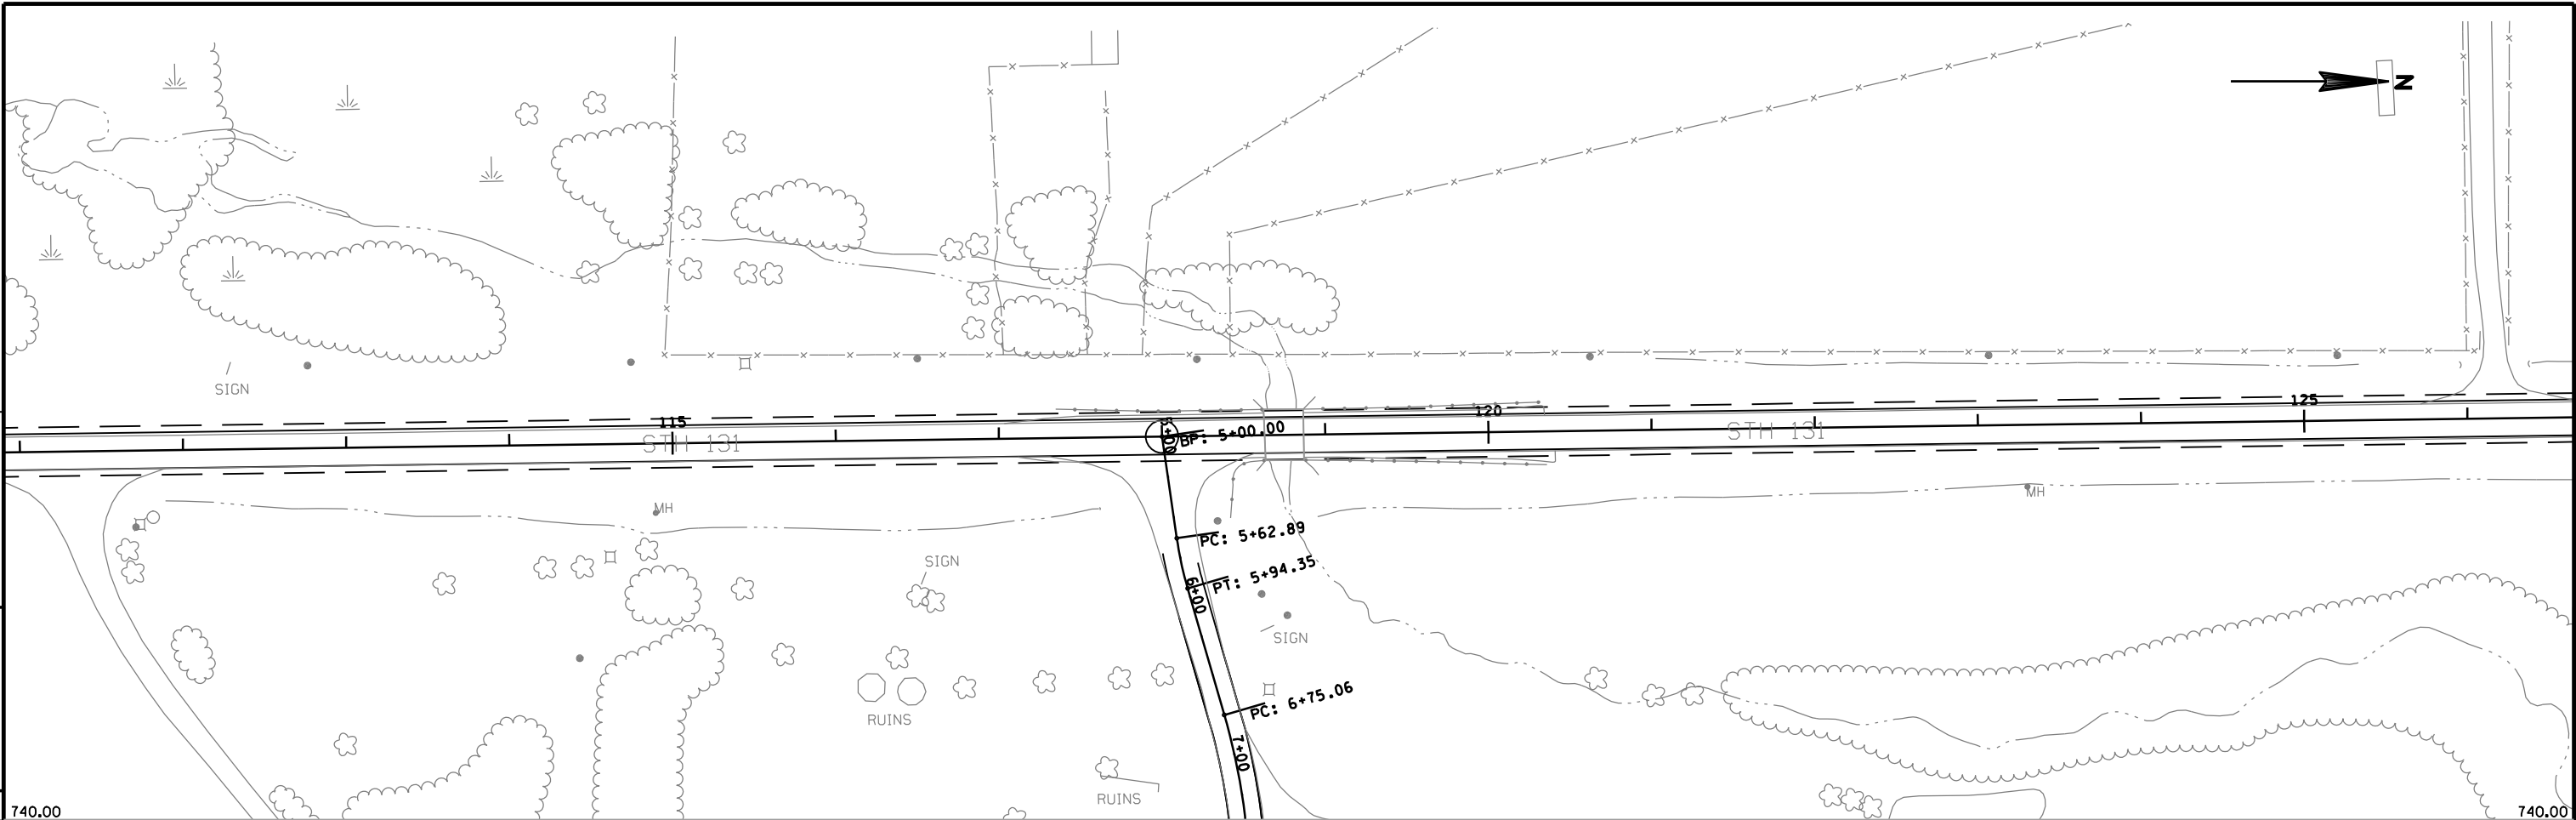 N
SIGN
115
120
125
STH 131
STH 131
5+00
BP: 5+00.00
MH
MH
PC: 5+62.89
SIGN
PT: 5+94.35
6+00
SIGN
PC: 6+75.06
RUINS
7+00
RUINS
740.00
740.00